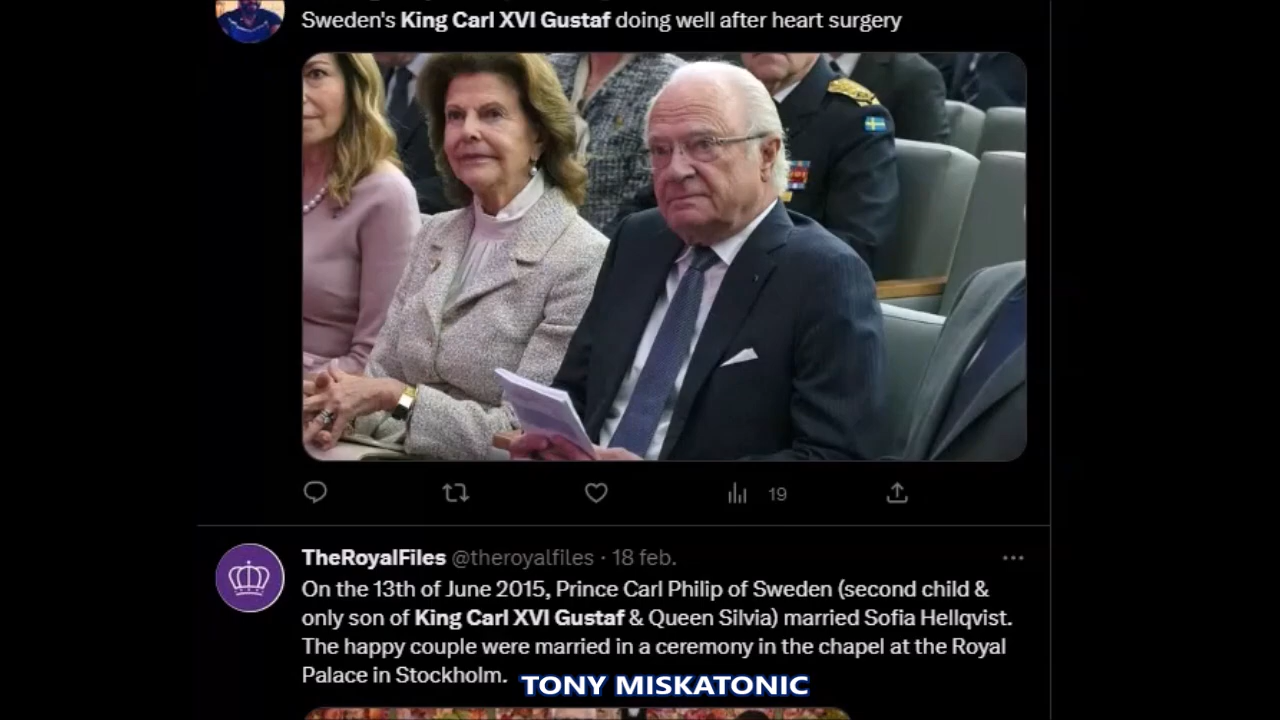 Sweden's King Carl XVI Gustaf doing well after heart surgery
19
TheRoyalFiles @theroyalfiles · 18 feb.
On the 13th of June 2015, Prince Carl Philip of Sweden (second child &
only son of King Carl XVI Gustaf & Queen Silvia) married Sofia Hellqvist.
The happy couple were married in a ceremony in the chapel at the Royal
Palace in Stockholm.
TONY MISKATONIC